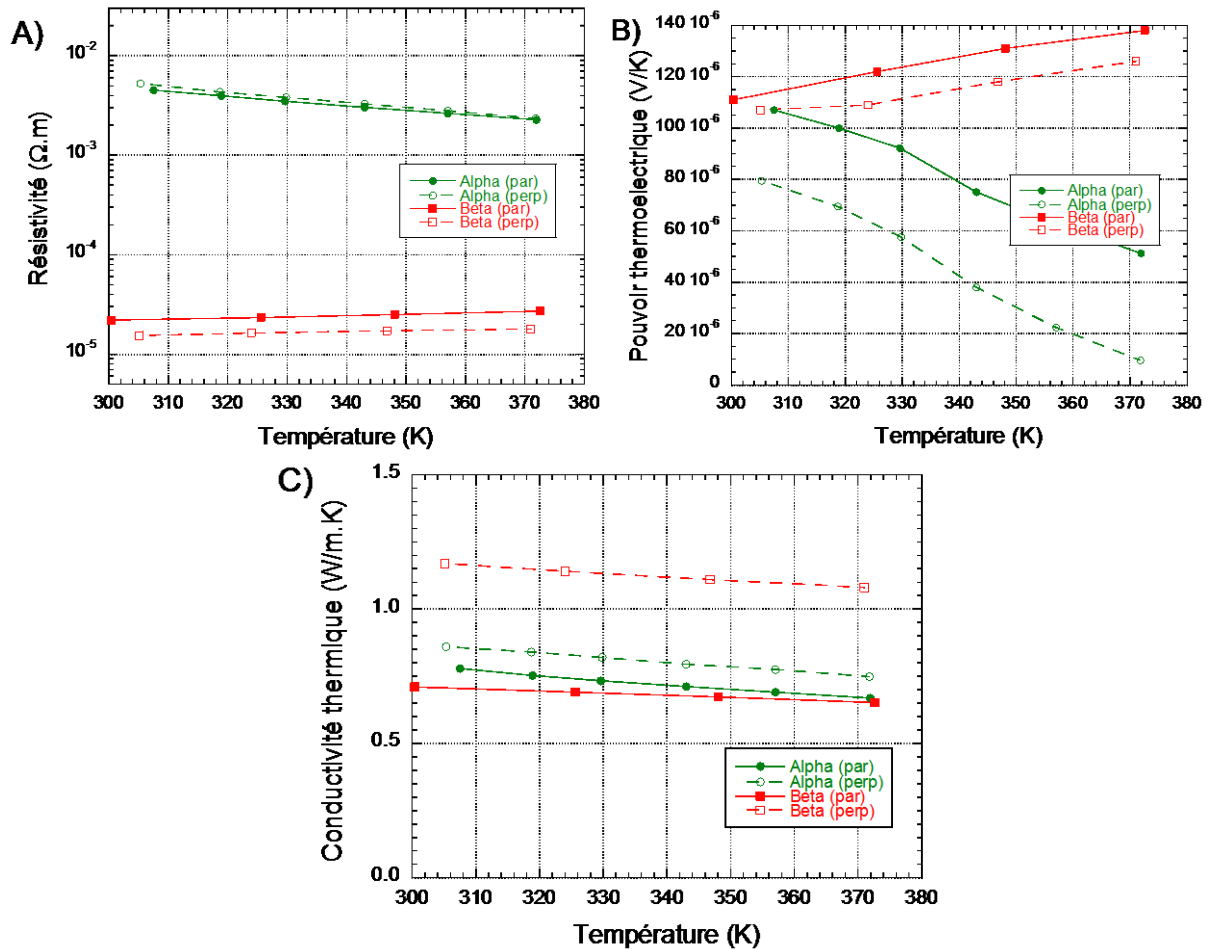 A)
Résistivité (Ω.m)
10⁻²
10⁻³
10⁻⁴
10⁻⁵
300 310 320 330 340 350 360 370 380
Température (K)
Alpha (par)
Alpha (perp)
Beta (par)
Beta (perp)
B)
Pouvoir thermoelectrique (V/K)
140 10⁻⁶
120 10⁻⁶
100 10⁻⁶
80 10⁻⁶
60 10⁻⁶
40 10⁻⁶
20 10⁻⁶
0
300 310 320 330 340 350 360 370 380
Température (K)
Alpha (par)
Alpha (perp)
Beta (par)
Beta (perp)
C)
Conductivité thermique (W/m.K)
1.5
1.0
0.5
0.0
300 310 320 330 340 350 360 370 380
Température (K)
Alpha (par)
Alpha (perp)
Beta (par)
Beta (perp)